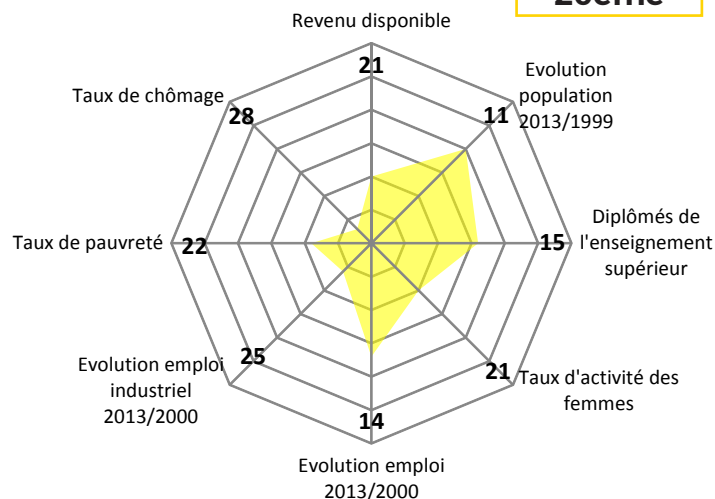 Revenu disponible
21
Evolution
population
2013/1999
11
Diplômés de
l'enseignement
supérieur
15
Taux d'activité des
femmes
21
Evolution emploi
2013/2000
14
Evolution emploi
industriel
2013/2000
25
Taux de pauvreté
22
Taux de chômage
28